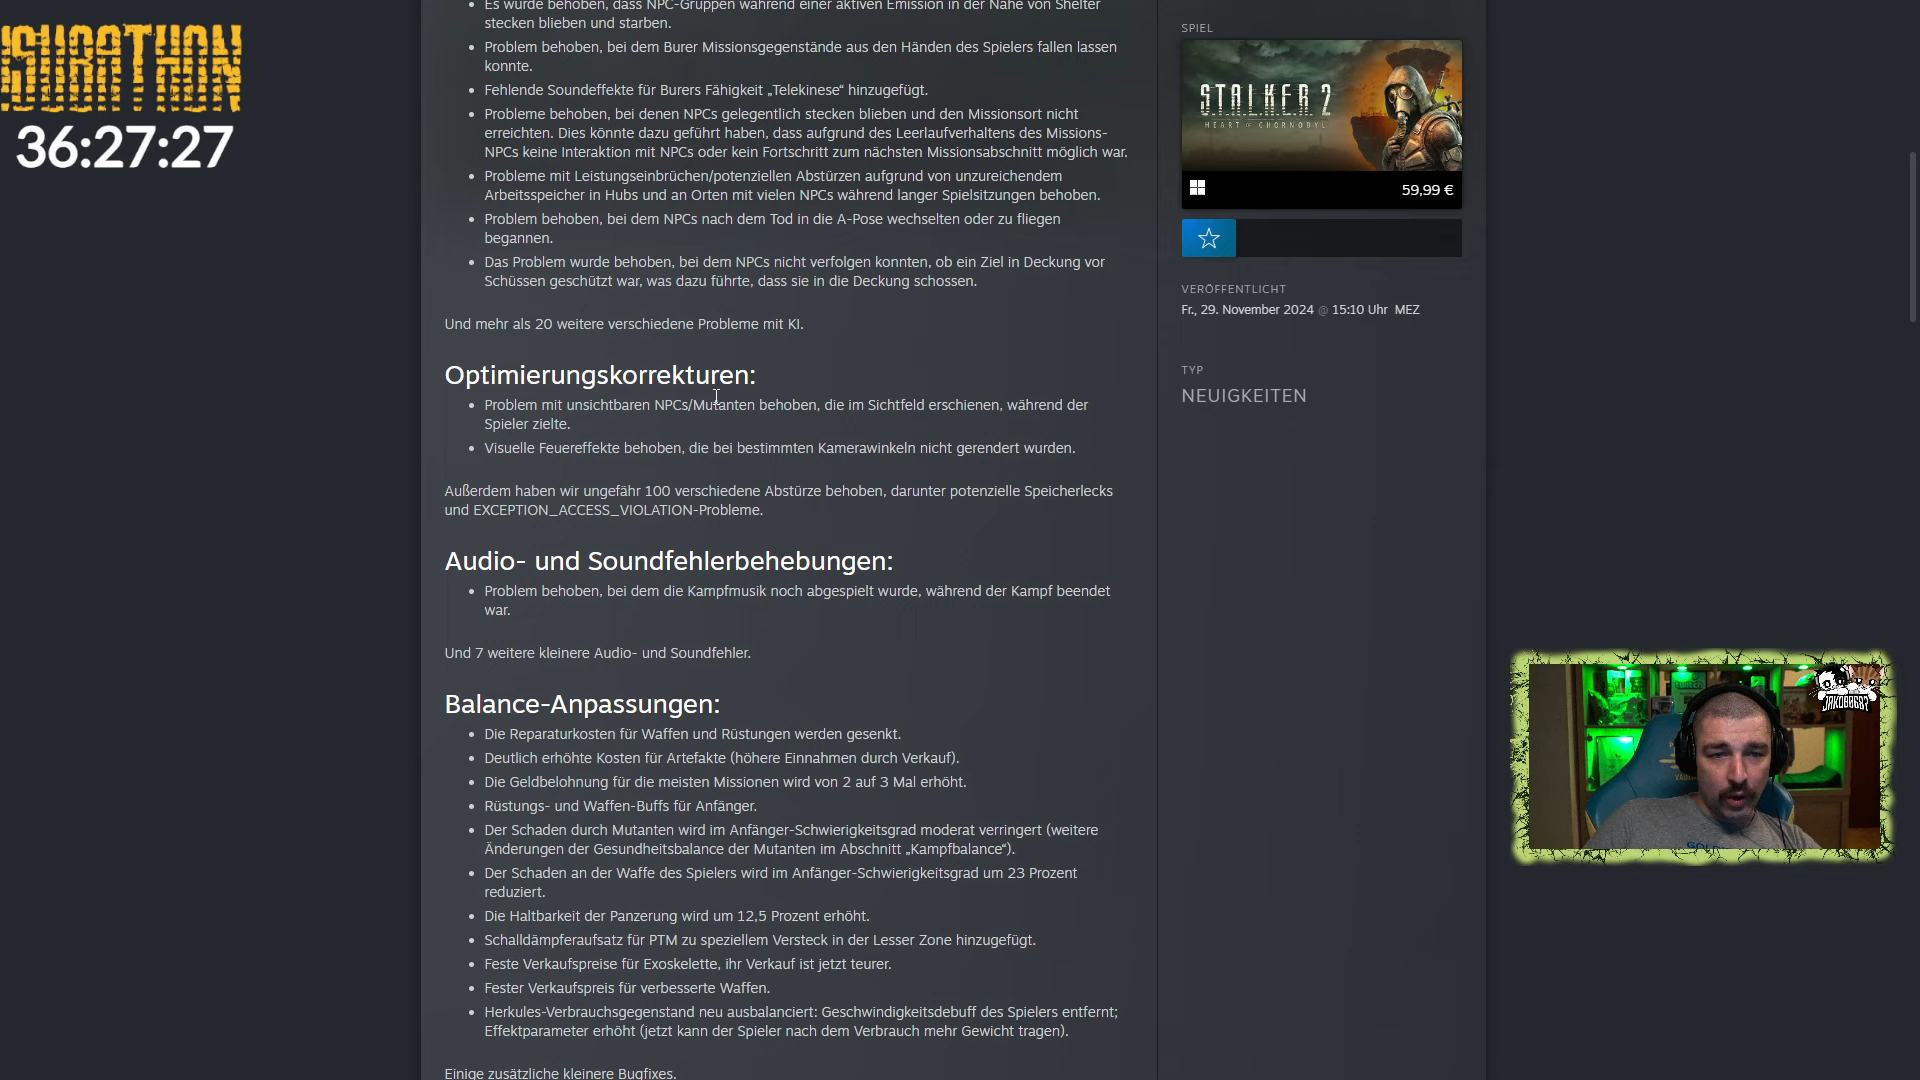 SUBATHON
36:27:27
Es wurde behoben, dass NPC-Gruppen während einer aktiven Emission in der Nähe von Shelter
stecken blieben und starben.
Problem behoben, bei dem Burer Missionsgegenstände aus den Händen des Spielers fallen lassen
konnte.
Fehlende Soundeffekte für Burers Fähigkeit „Telekinese“ hinzugefügt.
Probleme behoben, bei denen NPCs gelegentlich stecken blieben und den Missionsort nicht
erreichten. Dies könnte dazu geführt haben, dass aufgrund des Leerlaufverhaltens des Missions-
NPCs keine Interaktion mit NPCs oder kein Fortschritt zum nächsten Missionsabschnitt möglich war.
Probleme mit Leistungseinbrüchen/potenziellen Abstürzen aufgrund von unzureichendem
Arbeitsspeicher in Hubs und an Orten mit vielen NPCs während langer Spielsitzungen behoben.
Problem behoben, bei dem NPCs nach dem Tod in die A-Pose wechselten oder zu fliegen
begannen.
Das Problem wurde behoben, bei dem NPCs nicht verfolgen konnten, ob ein Ziel in Deckung vor
Schüssen geschützt war, was dazu führte, dass sie in die Deckung schossen.
Und mehr als 20 weitere verschiedene Probleme mit KI.
Optimierungskorrekturen:
Problem mit unsichtbaren NPCs/Mutanten behoben, die im Sichtfeld erschienen, während der
Spieler zielte.
Visuelle Feuereffekte behoben, die bei bestimmten Kamerawinkeln nicht gerendert wurden.
Außerdem haben wir ungefähr 100 verschiedene Abstürze behoben, darunter potenzielle Speicherlecks
und EXCEPTION_ACCESS_VIOLATION-Probleme.
Audio- und Soundfehlerbehebungen:
Problem behoben, bei dem die Kampfmusik noch abgespielt wurde, während der Kampf beendet
war.
Und 7 weitere kleinere Audio- und Soundfehler.
Balance-Anpassungen:
Die Reparaturkosten für Waffen und Rüstungen werden gesenkt.
Deutlich erhöhte Kosten für Artefakte (höhere Einnahmen durch Verkauf).
Die Geldbelohnung für die meisten Missionen wird von 2 auf 3 Mal erhöht.
Rüstungs- und Waffen-Buffs für Anfänger.
Der Schaden durch Mutanten wird im Anfänger-Schwierigkeitsgrad moderat verringert (weitere
Änderungen der Gesundheitsbalance der Mutanten im Abschnitt „Kampfbalance“).
Der Schaden an der Waffe des Spielers wird im Anfänger-Schwierigkeitsgrad um 23 Prozent
reduziert.
Die Haltbarkeit der Panzerung wird um 12,5 Prozent erhöht.
Schalldämpferaufsatz für PTM zu speziellem Versteck in der Lesser Zone hinzugefügt.
Feste Verkaufspreise für Exoskelette, ihr Verkauf ist jetzt teurer.
Fester Verkaufspreis für verbesserte Waffen.
Herkules-Verbrauchsgegenstand neu ausbalanciert: Geschwindigkeitsdebuff des Spielers entfernt;
Effektparameter erhöht (jetzt kann der Spieler nach dem Verbrauch mehr Gewicht tragen).
Einige zusätzliche kleinere Bugfixes.
SPIEL
S.T.A.L.K.E.R. 2
HEART OF CHORNOBYL
59,99 €
VERÖFFENTLICHT
Fr., 29. November 2024 @ 15:10 Uhr MEZ
TYP
NEUIGKEITEN
JAKOB8687